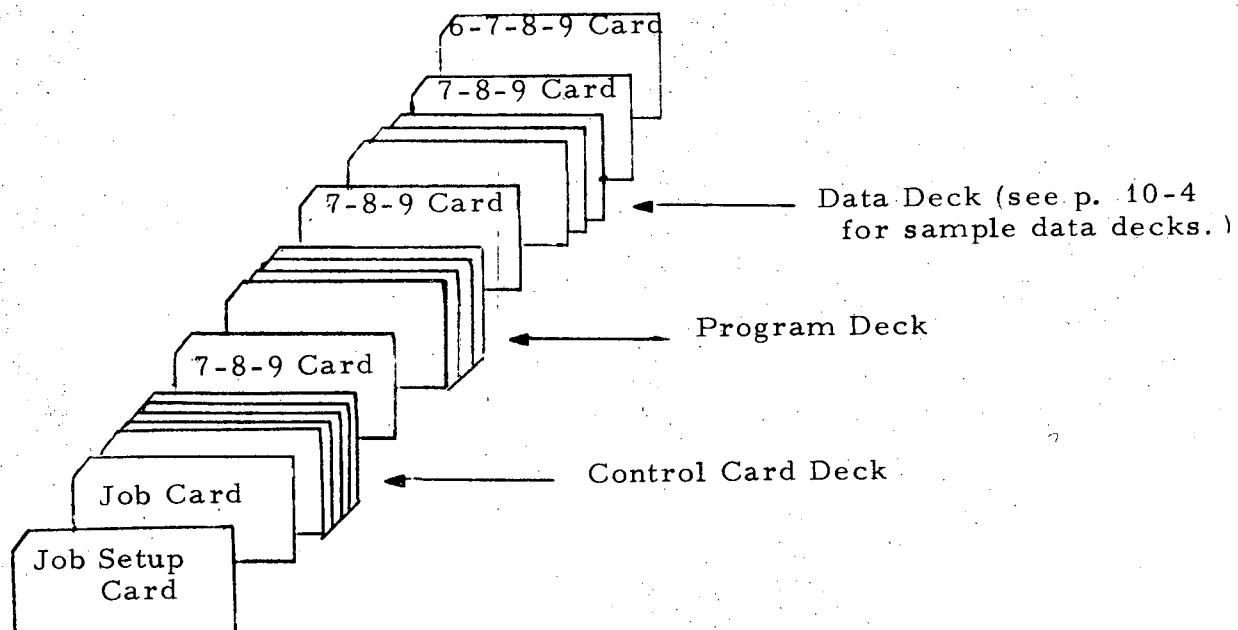 6-7-8-9 Card
7-8-9 Card
7-8-9 Card
Data Deck (see p. 10-4
for sample data decks.)
Program Deck
7-8-9 Card
Control Card Deck
Job Card
Job Setup
Card